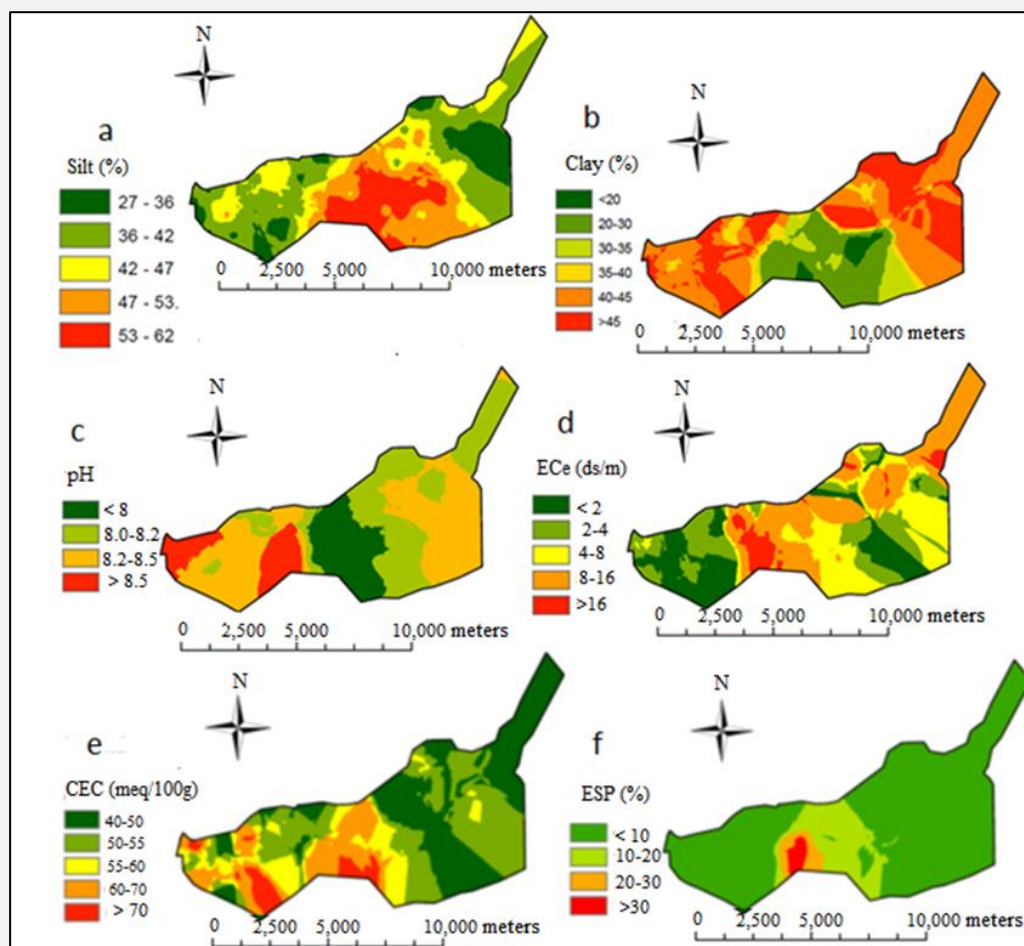 N
a
Silt (%)
27 - 36
36 - 42
42 - 47
47 - 53.
53 - 62
0 2,500 5,000 10,000 meters
N
b
Clay (%)
<20
20-30
30-35
35-40
40-45
>45
0 2,500 5,000 10,000 meters
N
c
pH
< 8
8.0-8.2
8.2-8.5
> 8.5
0 2,500 5,000 10,000 meters
N
d
ECe (ds/m)
< 2
2-4
4-8
8-16
>16
0 2,500 5,000 10,000 meters
N
e
CEC (meq/100g)
40-50
50-55
55-60
60-70
> 70
0 2,500 5,000 10,000 meters
N
f
ESP (%)
< 10
10-20
20-30
>30
0 2,500 5,000 10,000 meters